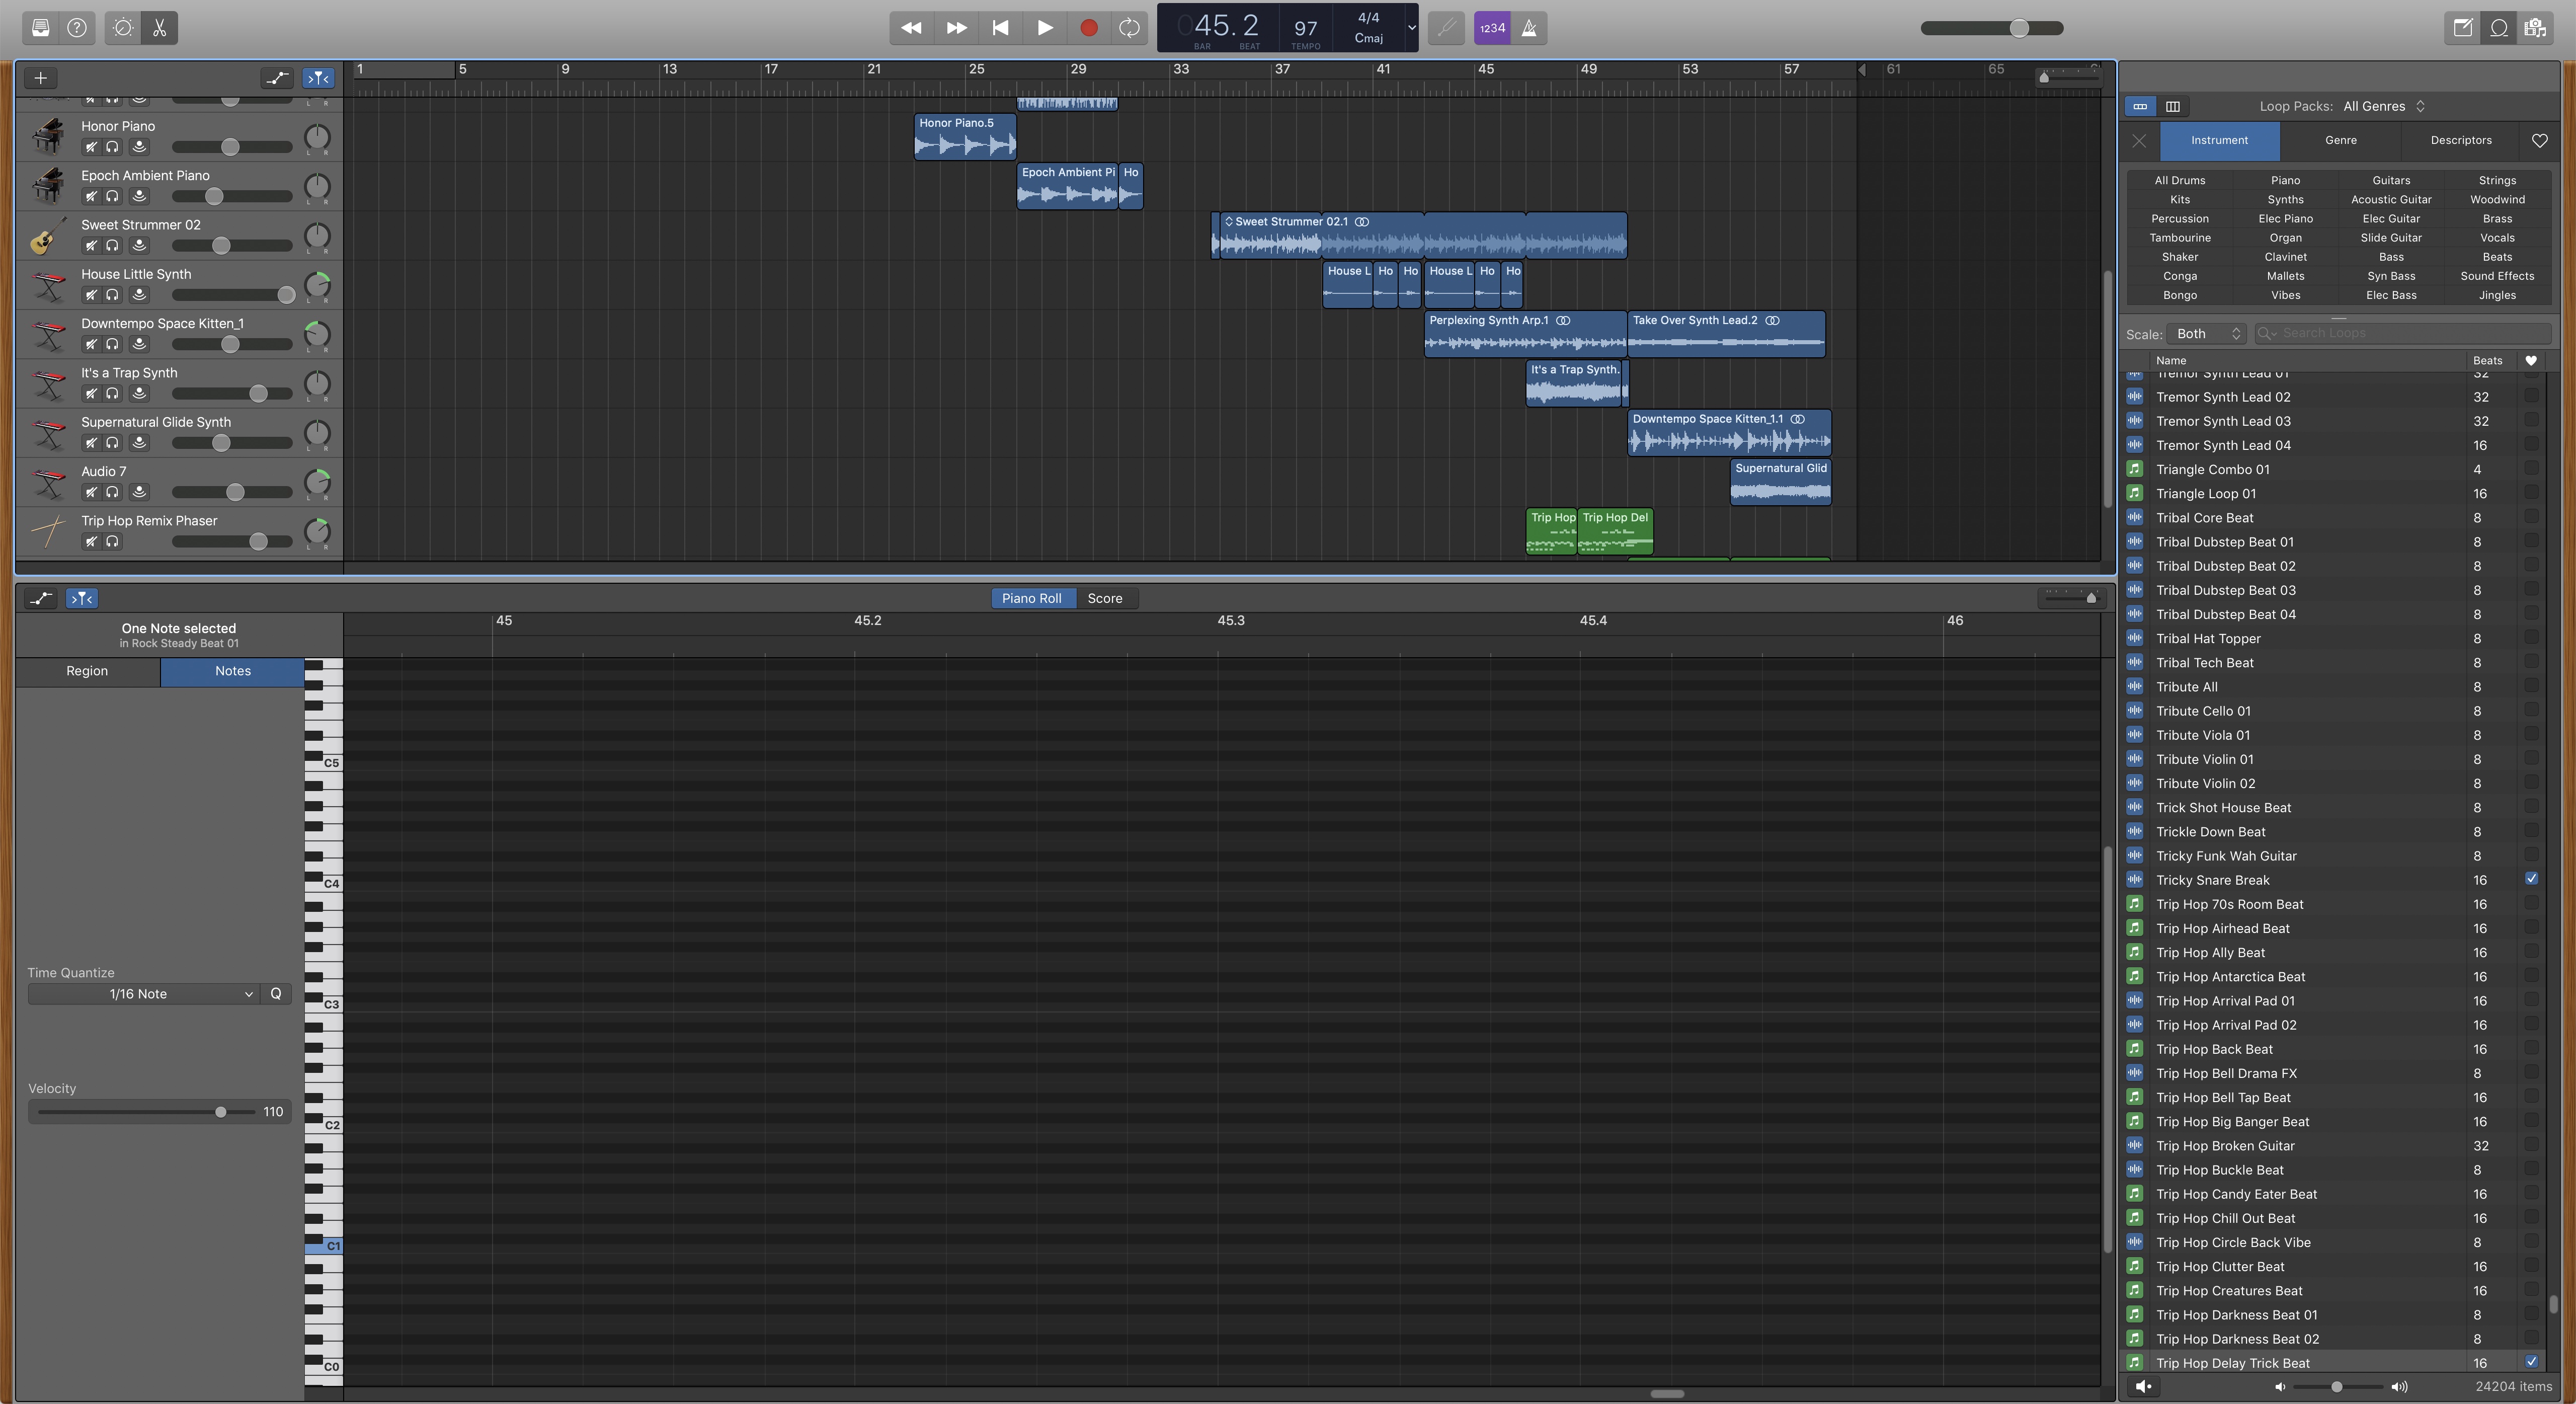 045.2
BAR BEAT
97
TEMPO
4/4
Cmaj
1234
1 5 9 13 17 21 25 29 33 37 41 45 49 53 57 61 65
Honor Piano
L R
Epoch Ambient Piano
L R
Sweet Strummer 02
L R
House Little Synth
L R
Downtempo Space Kitten_1
L R
It's a Trap Synth
L R
Supernatural Glide Synth
L R
Audio 7
L R
Trip Hop Remix Phaser
L R
Honor Piano.5
Epoch Ambient Pi Ho
Sweet Strummer 02.1
House L Ho Ho House L Ho Ho
Perplexing Synth Arp.1 Take Over Synth Lead.2
It's a Trap Synth.
Downtempo Space Kitten_1.1
Supernatural Glid
Trip Hop Trip Hop Del
Piano Roll Score
One Note selected
in Rock Steady Beat 01
Region Notes
45 45.2 45.3 45.4 46
Time Quantize
1/16 Note Q
Velocity
110
C5
C4
C3
C2
C1
C0
Loop Packs: All Genres
Instrument Genre Descriptors
All Drums Piano Guitars Strings
Kits Synths Acoustic Guitar Woodwind
Percussion Elec Piano Elec Guitar Brass
Tambourine Organ Slide Guitar Vocals
Shaker Clavinet Bass Beats
Conga Mallets Syn Bass Sound Effects
Bongo Vibes Elec Bass Jingles
Scale: Both Search Loops
Name Beats
Tremor Synth Lead 01 32
Tremor Synth Lead 02 32
Tremor Synth Lead 03 32
Tremor Synth Lead 04 16
Triangle Combo 01 4
Triangle Loop 01 16
Tribal Core Beat 8
Tribal Dubstep Beat 01 8
Tribal Dubstep Beat 02 8
Tribal Dubstep Beat 03 8
Tribal Dubstep Beat 04 8
Tribal Hat Topper 8
Tribal Tech Beat 8
Tribute All 8
Tribute Cello 01 8
Tribute Viola 01 8
Tribute Violin 01 8
Tribute Violin 02 8
Trick Shot House Beat 8
Trickle Down Beat 8
Tricky Funk Wah Guitar 8
Tricky Snare Break 16
Trip Hop 70s Room Beat 16
Trip Hop Airhead Beat 16
Trip Hop Ally Beat 16
Trip Hop Antarctica Beat 16
Trip Hop Arrival Pad 01 16
Trip Hop Arrival Pad 02 16
Trip Hop Back Beat 16
Trip Hop Bell Drama FX 8
Trip Hop Bell Tap Beat 16
Trip Hop Big Banger Beat 16
Trip Hop Broken Guitar 32
Trip Hop Buckle Beat 8
Trip Hop Candy Eater Beat 16
Trip Hop Chill Out Beat 16
Trip Hop Circle Back Vibe 8
Trip Hop Clutter Beat 16
Trip Hop Creatures Beat 16
Trip Hop Darkness Beat 01 8
Trip Hop Darkness Beat 02 8
Trip Hop Delay Trick Beat 16
24204 items